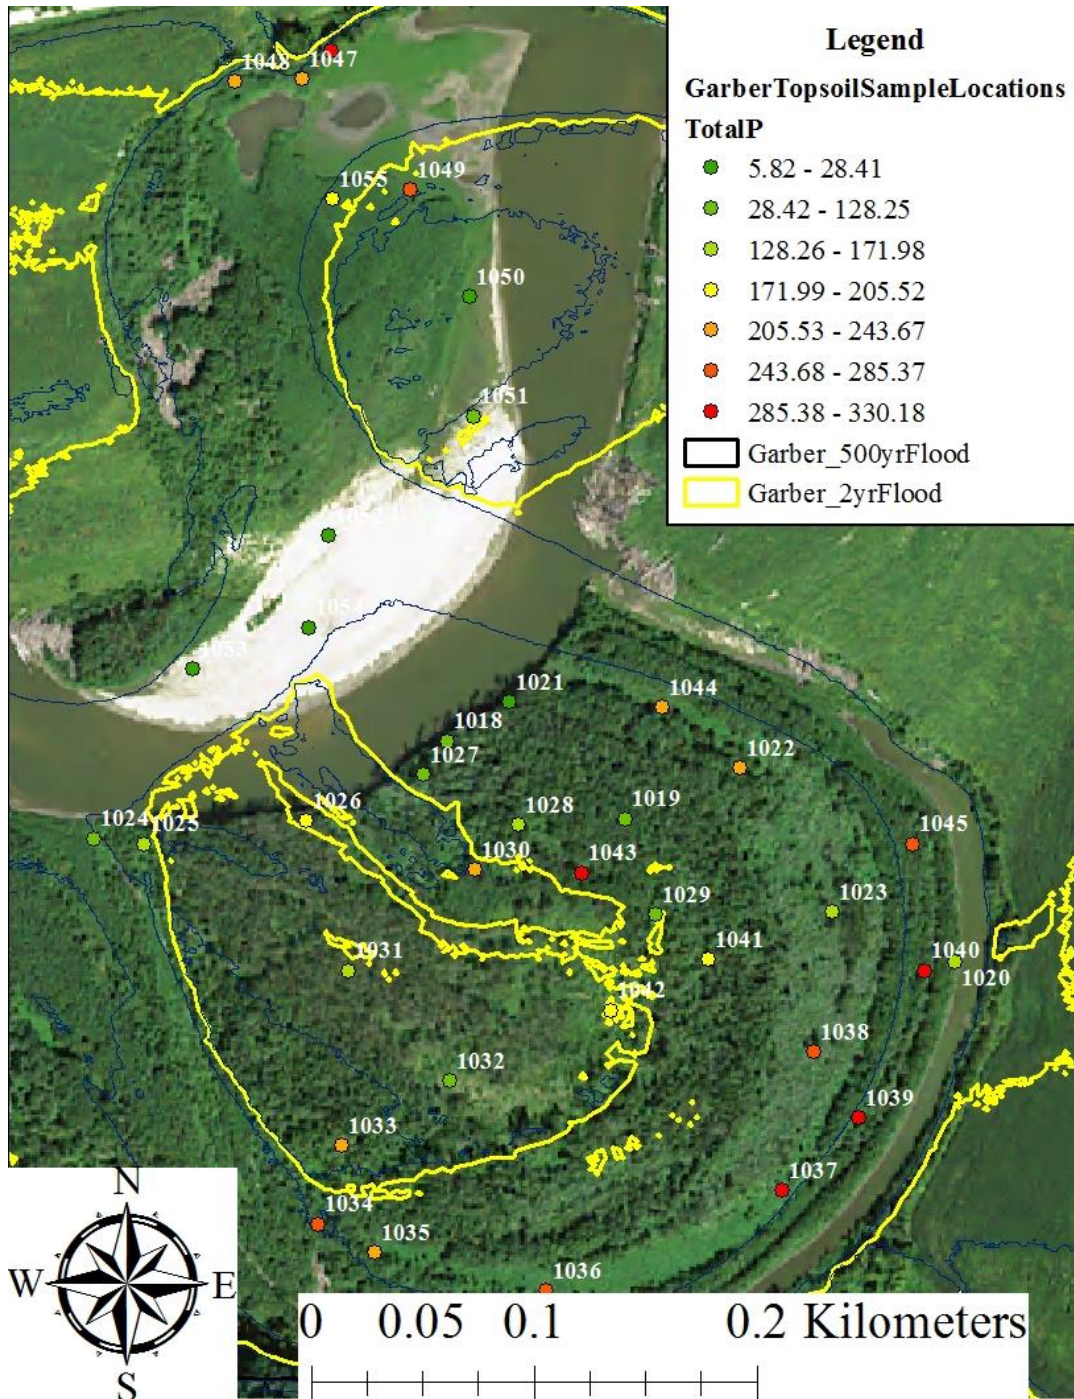 Legend
GarberTopsoilSampleLocations
TotalP
5.82 - 28.41
28.42 - 128.25
128.26 - 171.98
171.99 - 205.52
205.53 - 243.67
243.68 - 285.37
285.38 - 330.18
Garber_500yrFlood
Garber_2yrFlood
1048
1047
1055
1049
1050
1051
1052
1054
1053
1021
1044
1018
1022
1027
1026
1028
1019
1024
1025
1045
1030
1043
1029
1023
1031
1041
1040
1020
1042
1038
1032
1039
1033
1037
1034
1035
1036
N
W
E
S
0 0.05 0.1 0.2 Kilometers